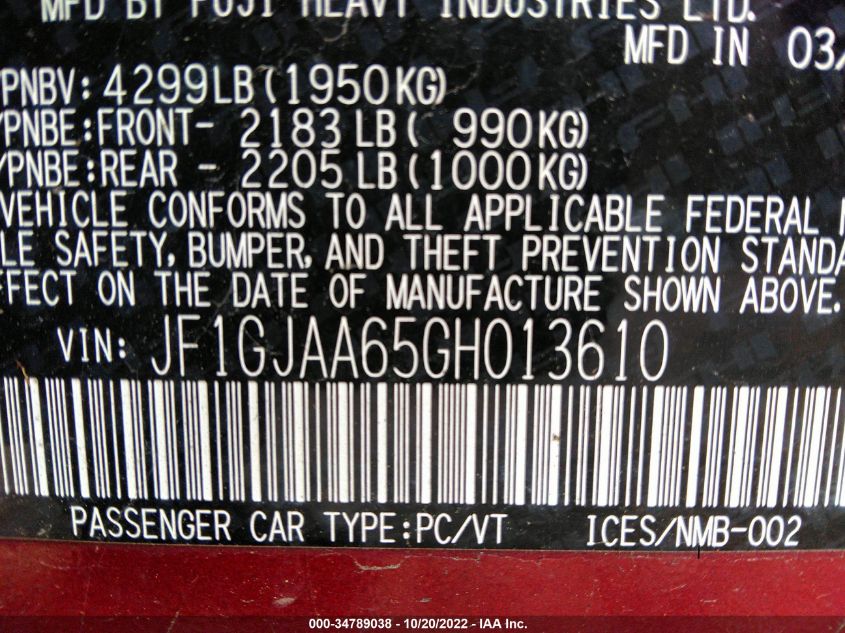 MFD BY FUJI HEAVY INDUSTRIES LTD.
MFD IN 03/
PNBV: 4299LB(1950KG)
/PNBE:FRONT- 2183 LB( 990KG)
/PNBE:REAR - 2205 LB(1000KG)
VEHICLE CONFORMS TO ALL APPLICABLE FEDERAL M
LE SAFETY, BUMPER, AND THEFT PREVENTION STANDA
FFECT ON THE DATE OF MANUFACTURE SHOWN ABOVE.
VIN: JF1GJAA65GH013610
PASSENGER CAR TYPE:PC/VT ICES/NMB-002
000-34789038 - 10/20/2022 - IAA Inc.